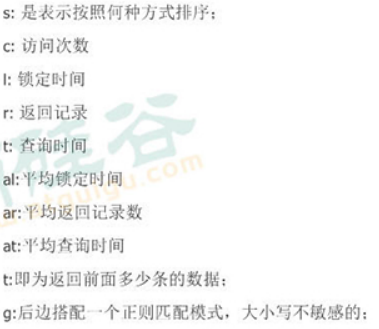 s: 是表示按照何种方式排序;
c: 访问次数
l: 锁定时间
r: 返回记录
t: 查询时间
al:平均锁定时间
ar:平均返回记录数
at:平均查询时间
t:即为返回前面多少条的数据;
g:后边搭配一个正则匹配模式，大小写不敏感的;